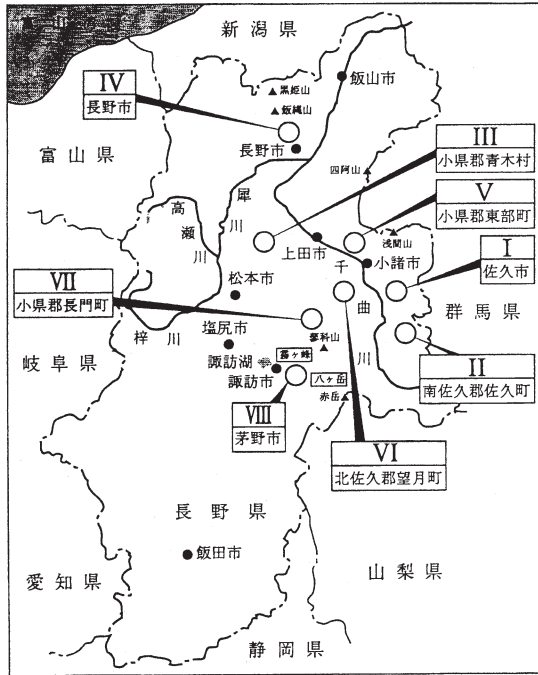 新潟県
飯山市
黒姫山
飯縄山
IV
長野市
長野市
富山県
III
小県郡青木村
四阿山
V
小県郡東部町
高瀬川
犀川
浅間山
上田市
小諸市
I
佐久市
千曲川
松本市
VII
小県郡長門町
群馬県
梓川
塩尻市
蓼科山
岐阜県
諏訪湖
霧ヶ峰
諏訪市
八ヶ岳
II
南佐久郡佐久町
赤岳
VIII
茅野市
VI
北佐久郡望月町
長野県
飯田市
愛知県
山梨県
静岡県